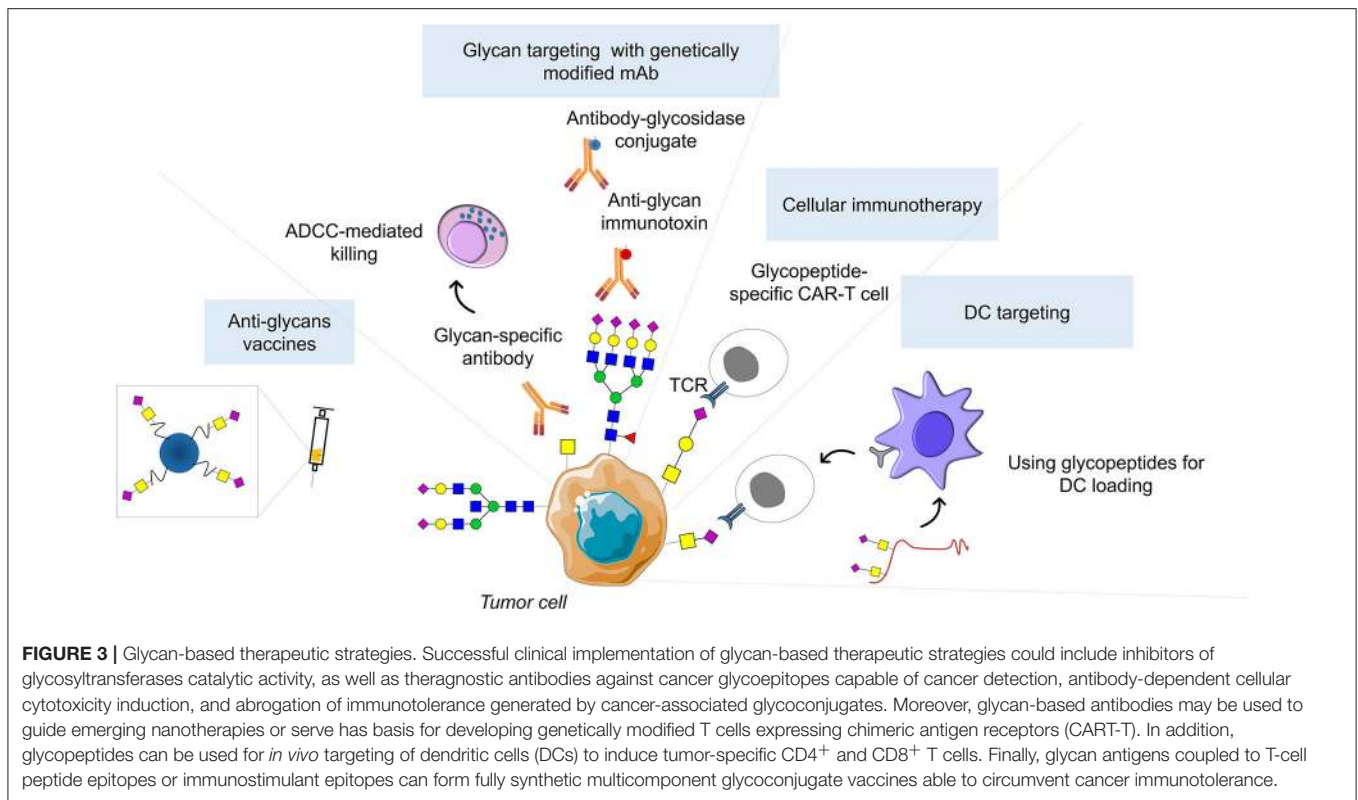 Glycan targeting with genetically
modified mAb
Antibody-glycosidase
conjugate
Anti-glycan
immunotoxin
Cellular immunotherapy
ADCC-mediated
killing
Glycopeptide-
specific CAR-T cell
DC targeting
Anti-glycans
vaccines
Glycan-specific
antibody
TCR
Using glycopeptides for
DC loading
Tumor cell
FIGURE 3 | Glycan-based therapeutic strategies. Successful clinical implementation of glycan-based therapeutic strategies could include inhibitors of
glycosyltransferases catalytic activity, as well as theragnostic antibodies against cancer glycoepitopes capable of cancer detection, antibody-dependent cellular
cytotoxicity induction, and abrogation of immunotolerance generated by cancer-associated glycoconjugates. Moreover, glycan-based antibodies may be used to
guide emerging nanotherapies or serve has basis for developing genetically modified T cells expressing chimeric antigen receptors (CART-T). In addition,
glycopeptides can be used for in vivo targeting of dendritic cells (DCs) to induce tumor-specific CD4+ and CD8+ T cells. Finally, glycan antigens coupled to T-cell
peptide epitopes or immunostimulant epitopes can form fully synthetic multicomponent glycoconjugate vaccines able to circumvent cancer immunotolerance.